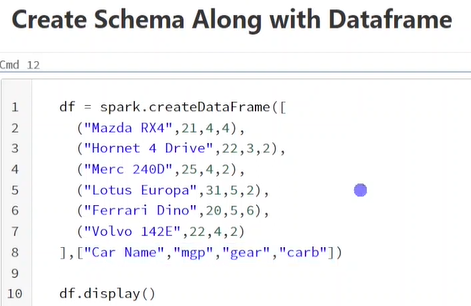 Create Schema Along with Dataframe
Cmd 12
1 df = spark.createDataFrame([
2 ("Mazda RX4",21,4,4),
3 ("Hornet 4 Drive",22,3,2),
4 ("Merc 240D",25,4,2),
5 ("Lotus Europa",31,5,2),
6 ("Ferrari Dino",20,5,6),
7 ("Volvo 142E",22,4,2)
8 ],["Car Name","mgp","gear","carb"])
9
10 df.display()